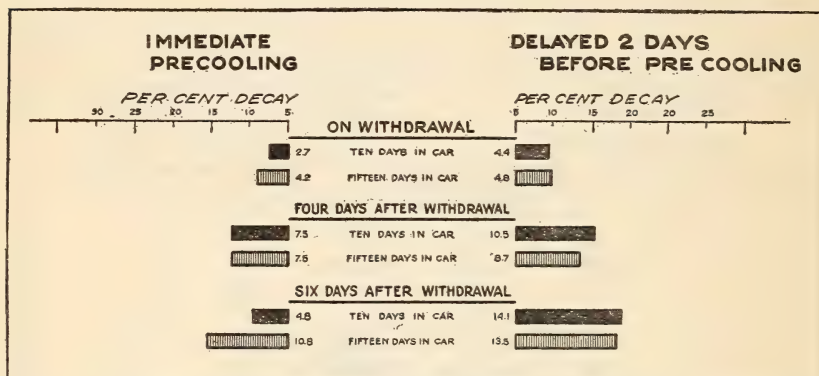 IMMEDIATE
PRECOOLING
DELAYED 2 DAYS
BEFORE PRE COOLING
PER CENT DECAY
30 25 20 15 10 5
PER CENT DECAY
5 10 15 20 25
ON WITHDRAWAL
2.7 TEN DAYS IN CAR 4.4
4.2 FIFTEEN DAYS IN CAR 4.8
FOUR DAYS AFTER WITHDRAWAL
7.5 TEN DAYS IN CAR 10.5
7.6 FIFTEEN DAYS IN CAR 8.7
SIX DAYS AFTER WITHDRAWAL
4.8 TEN DAYS IN CAR 14.1
10.8 FIFTEEN DAYS IN CAR 13.5